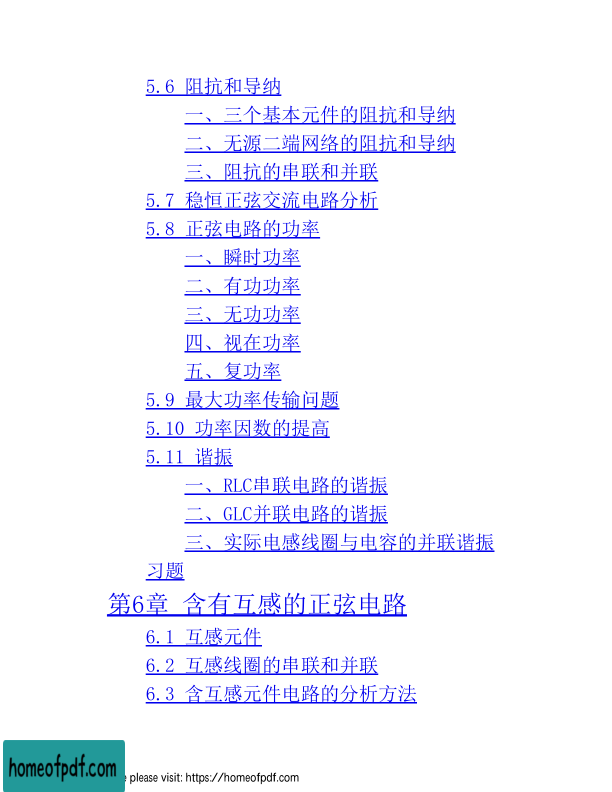 5.6 阻抗和导纳
一、三个基本元件的阻抗和导纳
二、无源二端网络的阻抗和导纳
三、阻抗的串联和并联
5.7 稳恒正弦交流电路分析
5.8 正弦电路的功率
一、瞬时功率
二、有功功率
三、无功功率
四、视在功率
五、复功率
5.9 最大功率传输问题
5.10 功率因数的提高
5.11 谐振
一、RLC串联电路的谐振
二、GLC并联电路的谐振
三、实际电感线圈与电容的并联谐振
习题
第6章 含有互感的正弦电路
6.1 互感元件
6.2 互感线圈的串联和并联
6.3 含互感元件电路的分析方法
homeofpdf.com
please visit: https://homeofpdf.com